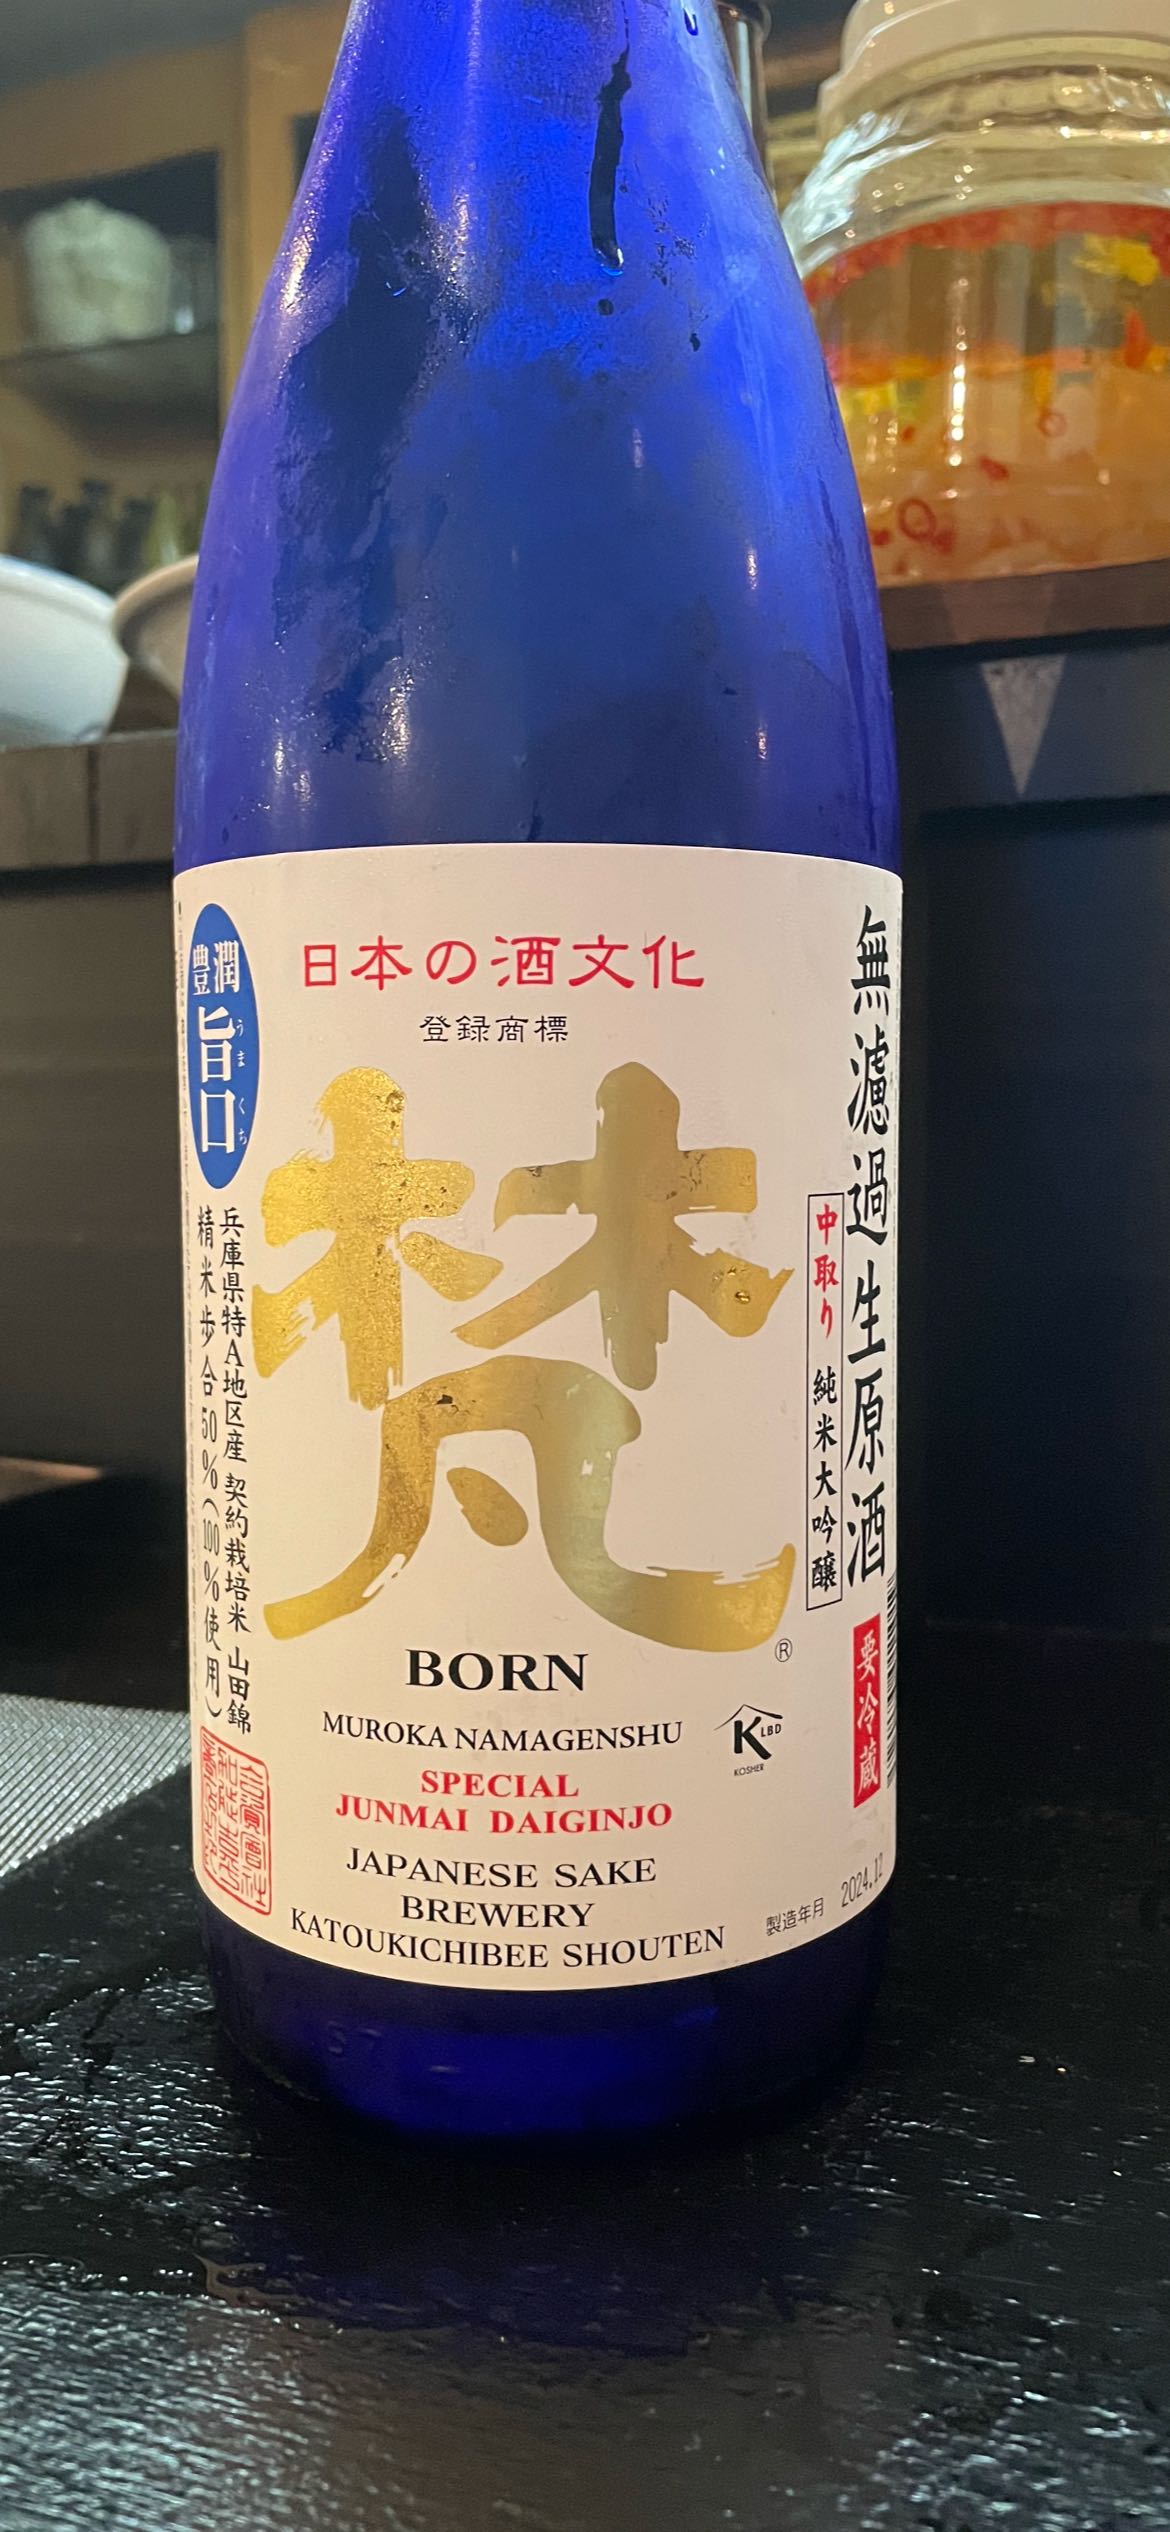 日本の酒文化
登録商標
梵
豊潤
旨口
うまくち
無濾過生原酒
中取り 純米大吟醸
要冷蔵
兵庫県特A地区産 契約栽培米 山田錦
精米歩合50%(100%使用)
BORN
®
MUROKA NAMAGENSHU
K LBD
KOSHER
SPECIAL
JUNMAI DAIGINJO
JAPANESE SAKE
BREWERY
KATOUKICHIBEE SHOUTEN
製造年月 2024.12